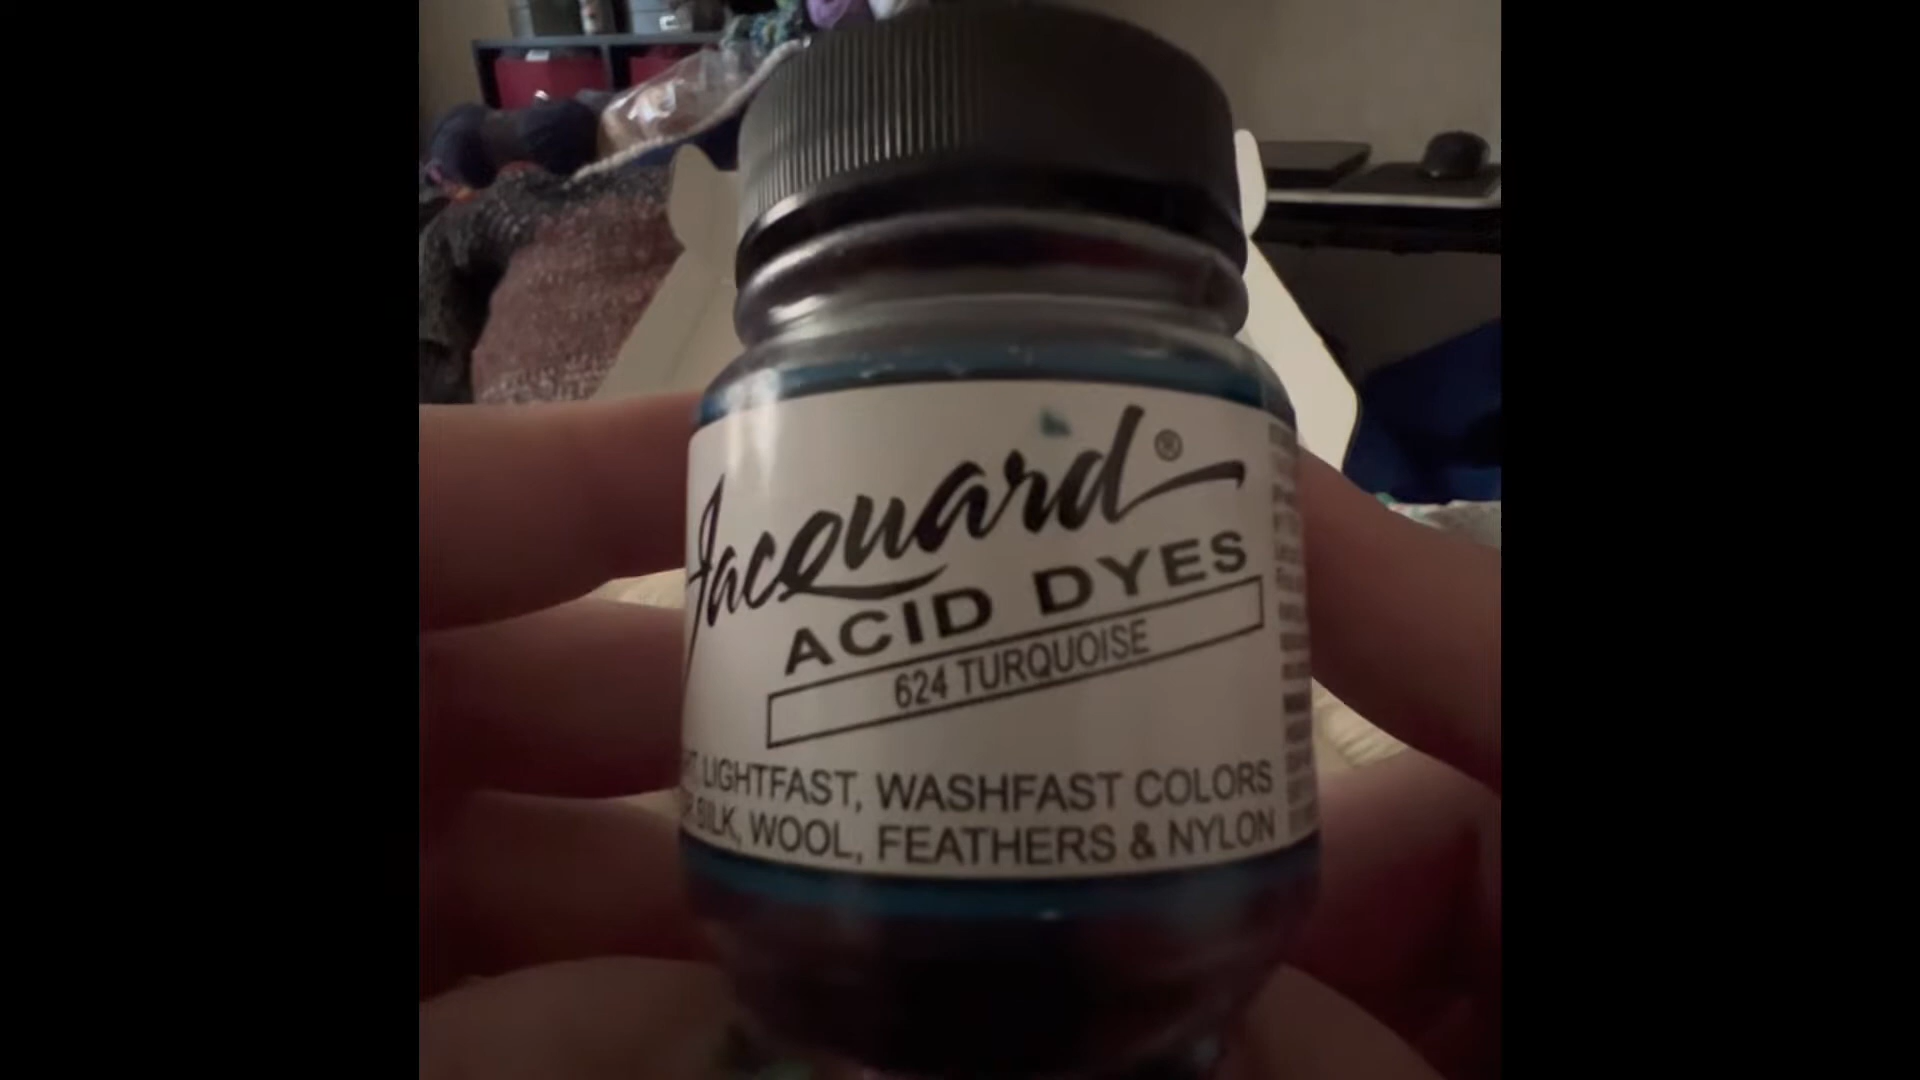 Jacquard®
ACID DYES
624 TURQUOISE
LIGHTFAST, WASHFAST COLORS
SILK, WOOL, FEATHERS & NYLON